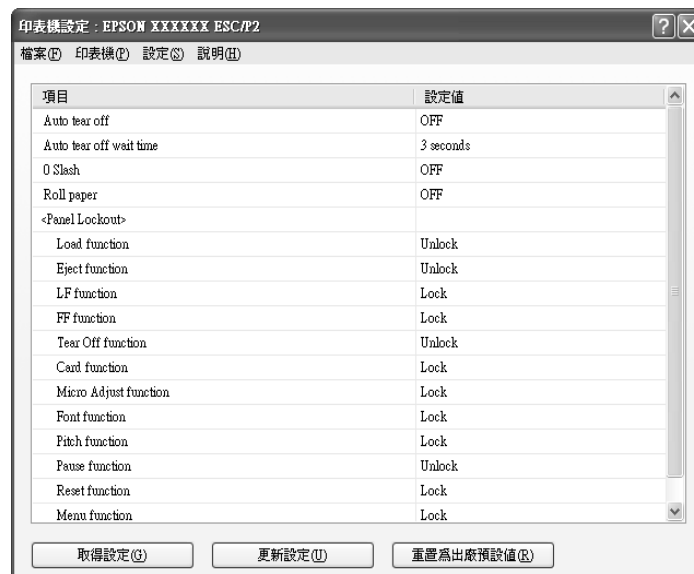 印表機設定 : EPSON XXXXXX ESC/P2
檔案(F) 印表機(P) 設定(S) 說明(H)
項目 設定值
Auto tear off OFF
Auto tear off wait time 3 seconds
0 Slash OFF
Roll paper OFF
<Panel Lockout>
Load function Unlock
Eject function Unlock
LF function Lock
FF function Lock
Tear Off function Unlock
Card function Lock
Micro Adjust function Lock
Font function Lock
Pitch function Lock
Pause function Unlock
Reset function Lock
Menu function Lock
取得設定(G) 更新設定(U) 重置為出廠預設值(R)